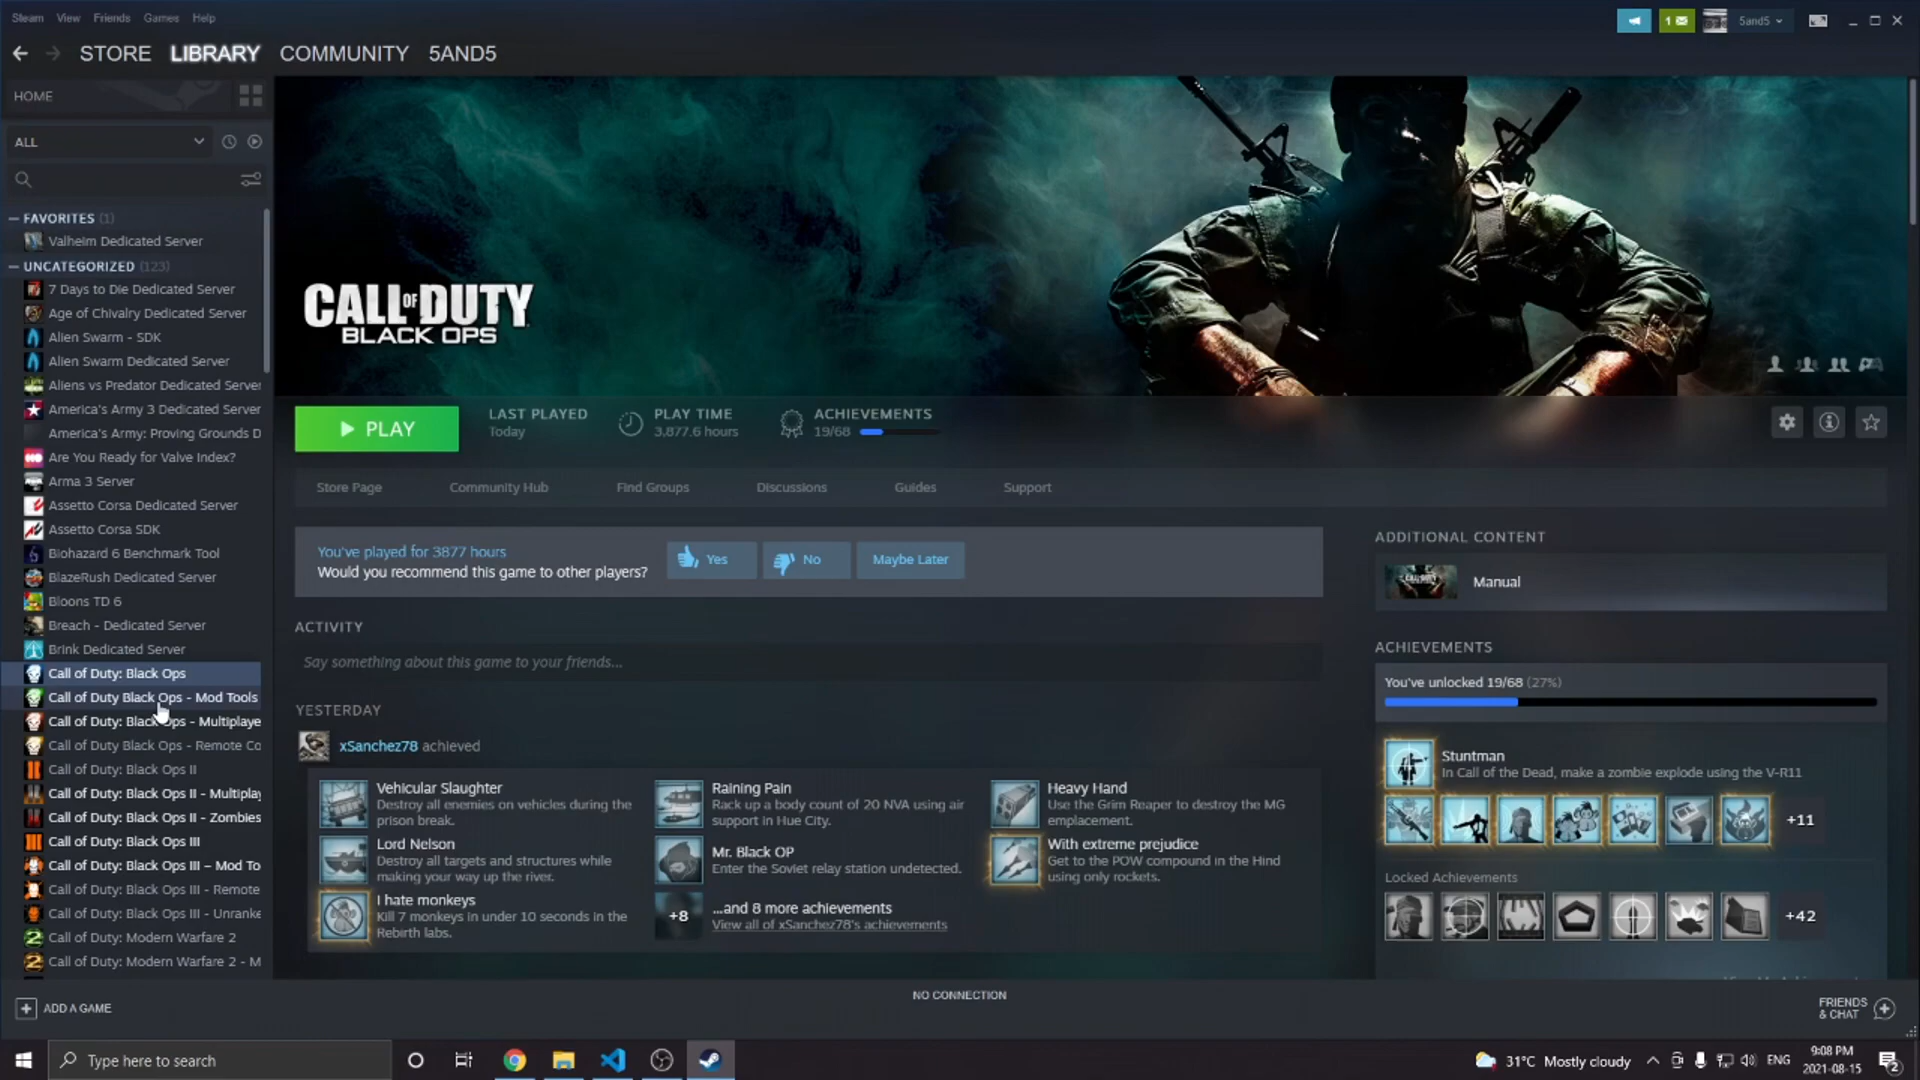 Steam View Friends Games Help
1
5and5
STORE LIBRARY COMMUNITY 5AND5
HOME
ALL
FAVORITES (1)
Valheim Dedicated Server
UNCATEGORIZED (123)
7 Days to Die Dedicated Server
Age of Chivalry Dedicated Server
Alien Swarm - SDK
Alien Swarm Dedicated Server
Aliens vs Predator Dedicated Server
America's Army 3 Dedicated Server
America's Army: Proving Grounds D
Are You Ready for Valve Index?
Arma 3 Server
Assetto Corsa Dedicated Server
Assetto Corsa SDK
Biohazard 6 Benchmark Tool
BlazeRush Dedicated Server
Bloons TD 6
Breach - Dedicated Server
Brink Dedicated Server
Call of Duty: Black Ops
Call of Duty Black Ops - Mod Tools
Call of Duty: Black Ops - Multiplaye
Call of Duty Black Ops - Remote Co
Call of Duty: Black Ops II
Call of Duty: Black Ops II - Multipla
Call of Duty: Black Ops II - Zombies
Call of Duty: Black Ops III
Call of Duty: Black Ops III – Mod To
Call of Duty: Black Ops III - Remote
Call of Duty: Black Ops III - Unranke
Call of Duty: Modern Warfare 2
Call of Duty: Modern Warfare 2 - M
ADD A GAME
CALL OF DUTY
BLACK OPS
PLAY
LAST PLAYED
Today
PLAY TIME
3,877.6 hours
ACHIEVEMENTS
19/68
Store Page Community Hub Find Groups Discussions Guides Support
You've played for 3877 hours
Would you recommend this game to other players?
Yes No Maybe Later
ACTIVITY
Say something about this game to your friends...
YESTERDAY
xSanchez78 achieved
Vehicular Slaughter
Destroy all enemies on vehicles during the
prison break.
Raining Pain
Rack up a body count of 20 NVA using air
support in Hue City.
Heavy Hand
Use the Grim Reaper to destroy the MG
emplacement.
Lord Nelson
Destroy all targets and structures while
making your way up the river.
Mr. Black OP
Enter the Soviet relay station undetected.
With extreme prejudice
Get to the POW compound in the Hind
using only rockets.
I hate monkeys
Kill 7 monkeys in under 10 seconds in the
Rebirth labs.
+8
...and 8 more achievements
View all of xSanchez78's achievements
ADDITIONAL CONTENT
Manual
ACHIEVEMENTS
You've unlocked 19/68 (27%)
Stuntman
In Call of the Dead, make a zombie explode using the V-R11
+11
Locked Achievements
+42
NO CONNECTION
FRIENDS
& CHAT
Type here to search
31°C Mostly cloudy
ENG
9:08 PM
2021-08-15
2